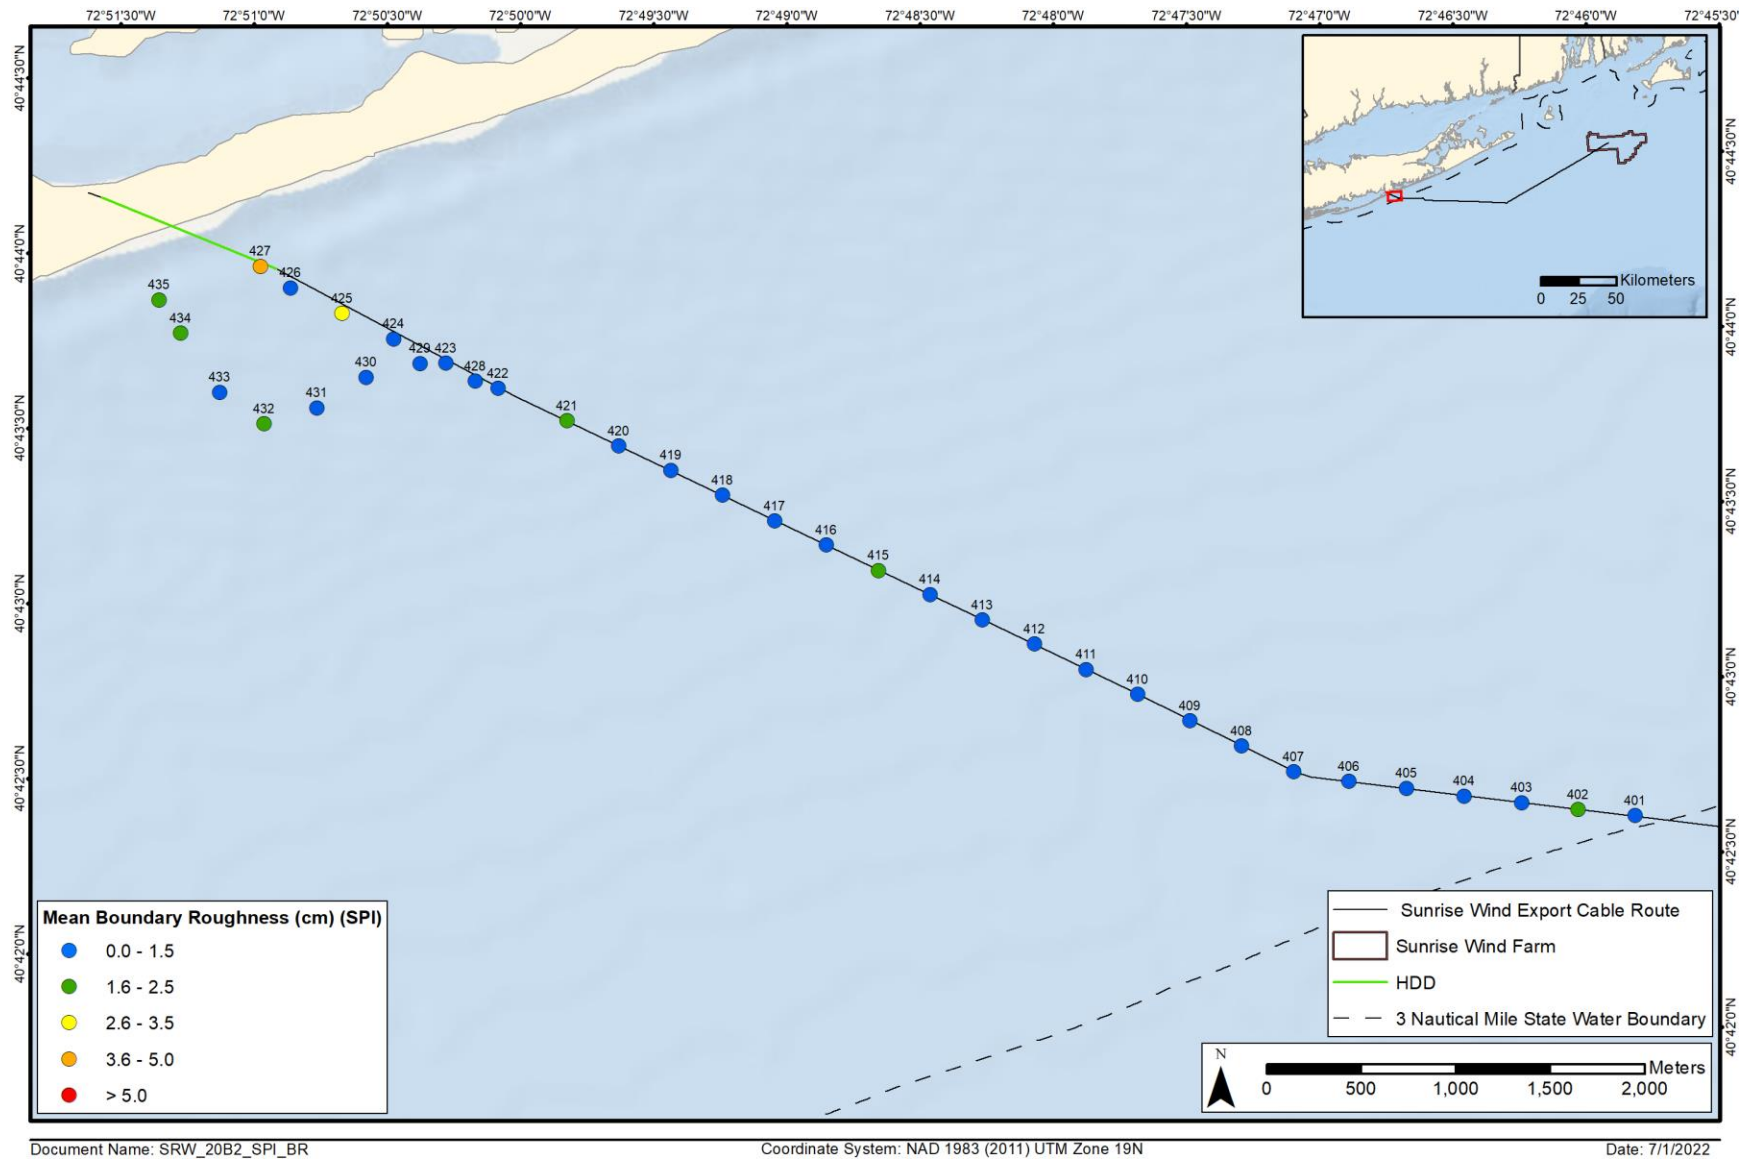 72°51'30"W 72°51'0"W 72°50'30"W 72°50'0"W 72°49'30"W 72°49'0"W 72°48'30"W 72°48'0"W 72°47'30"W 72°47'0"W 72°46'30"W 72°46'0"W 72°45'30"
40°44'30"N
40°44'0"N
40°43'30"N
40°43'0"N
40°42'30"N
40°42'0"N
40°44'30"N
40°44'0"N
40°43'30"N
40°43'0"N
40°42'30"N
40°42'0"N
Kilometers
0 25 50
427
426
435
425
434
424
429 423
430
428 422
433
431
432
421
420
419
418
417
416
415
414
413
412
411
410
409
408
407
406
405
404
403
402
401
Mean Boundary Roughness (cm) (SPI)
0.0 - 1.5
1.6 - 2.5
2.6 - 3.5
3.6 - 5.0
> 5.0
Sunrise Wind Export Cable Route
Sunrise Wind Farm
HDD
3 Nautical Mile State Water Boundary
N
Meters
0 500 1,000 1,500 2,000
Document Name: SRW_20B2_SPI_BR Coordinate System: NAD 1983 (2011) UTM Zone 19N Date: 7/1/2022